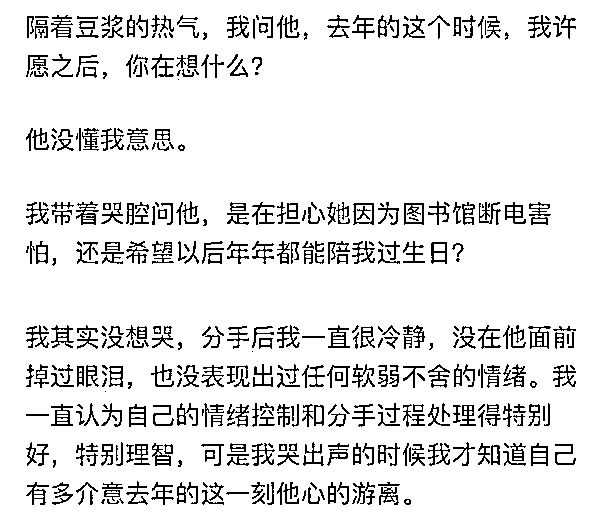 隔着豆浆的热气，我问他，去年的这个时候，我许
愿之后，你在想什么？
他没懂我意思。
我带着哭腔问他，是在担心她因为图书馆断电害
怕，还是希望以后年年都能陪我过生日？
我其实没想哭，分手后我一直很冷静，没在他面前
掉过眼泪，也没表现出过任何软弱不舍的情绪。我
一直认为自己的情绪控制和分手过程处理得特别
好，特别理智，可是我哭出声的时候我才知道自己
有多介意去年的这一刻他心的游离。